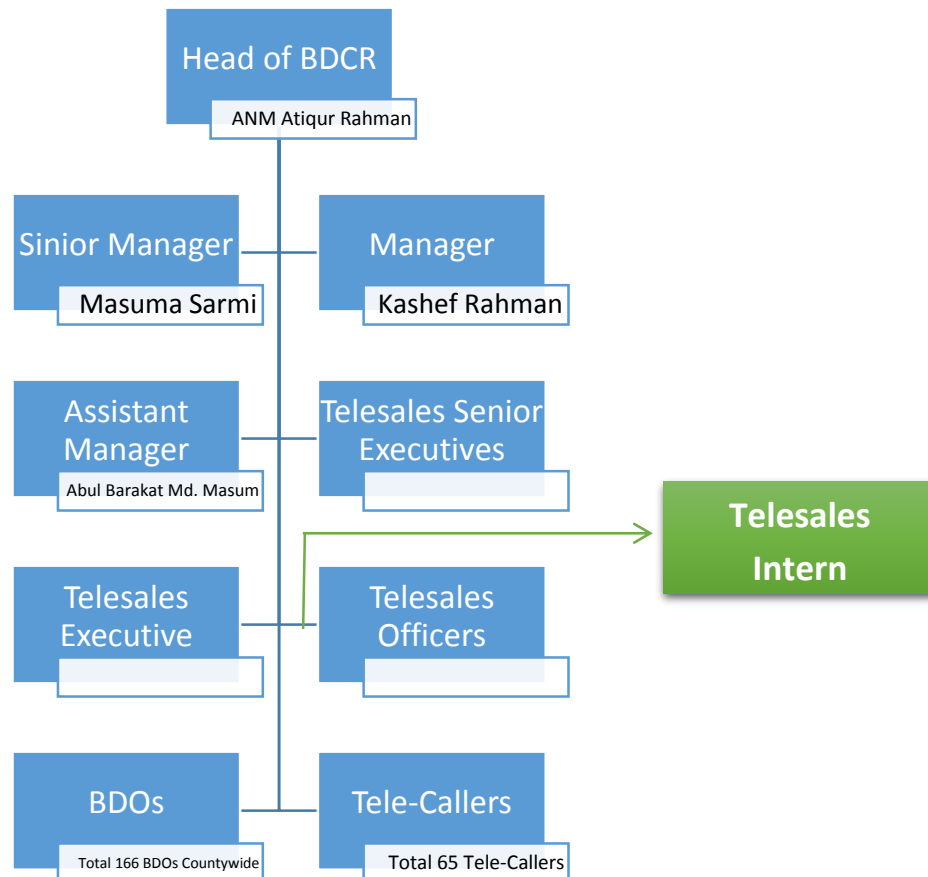 Head of BDCR
ANM Atiqur Rahman
Sinior Manager
Masuma Sarmi
Manager
Kashef Rahman
Assistant
Manager
Abul Barakat Md. Masum
Telesales Senior
Executives
Telesales
Intern
Telesales
Executive
Telesales
Officers
BDOs
Total 166 BDOs Countywide
Tele-Callers
Total 65 Tele-Callers